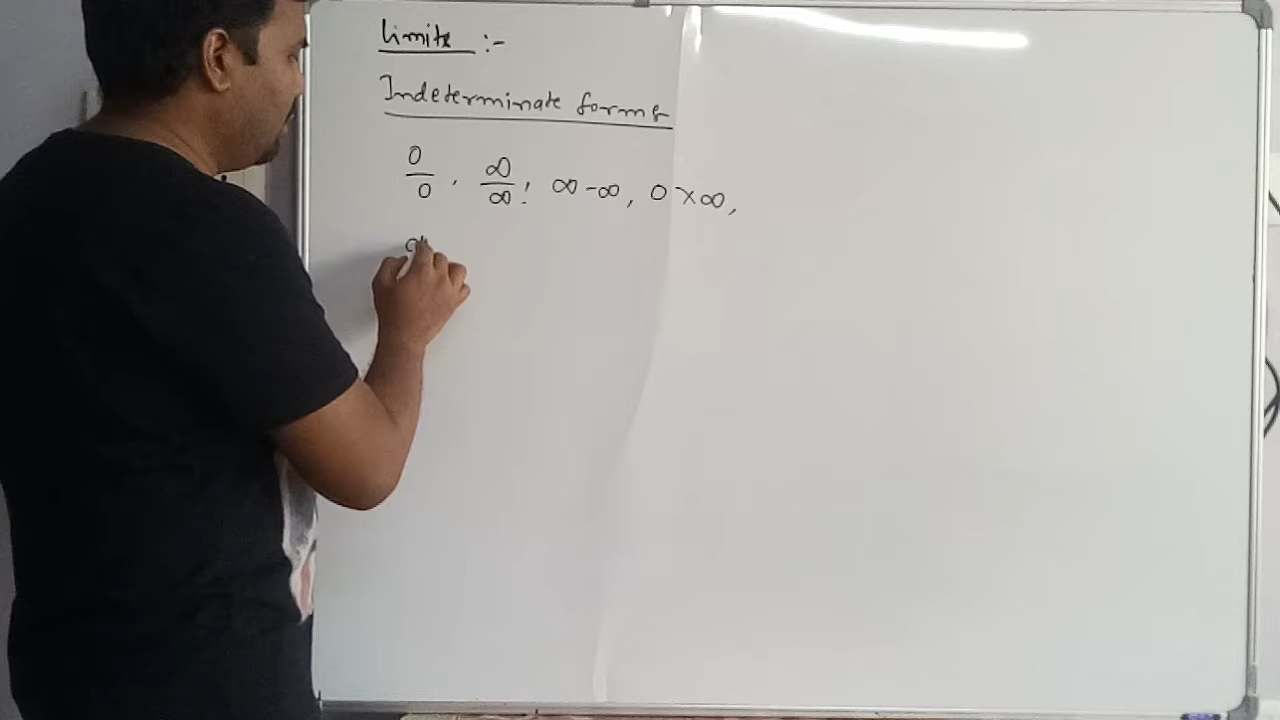 Limits :-
Indeterminate forms
0/0, ∞/∞, ∞-∞, 0×∞,